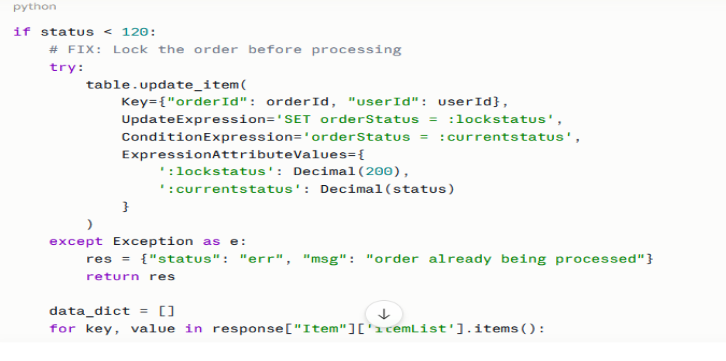 python
if status < 120:
    # FIX: Lock the order before processing
    try:
        table.update_item(
            Key={"orderId": orderId, "userId": userId},
            UpdateExpression='SET orderStatus = :lockstatus',
            ConditionExpression='orderStatus = :currentstatus',
            ExpressionAttributeValues={
                ':lockstatus': Decimal(200),
                ':currentstatus': Decimal(status)
            }
        )
    except Exception as e:
        res = {"status": "err", "msg": "order already being processed"}
        return res
    data_dict = []
    for key, value in response["Item"]['itemList'].items():